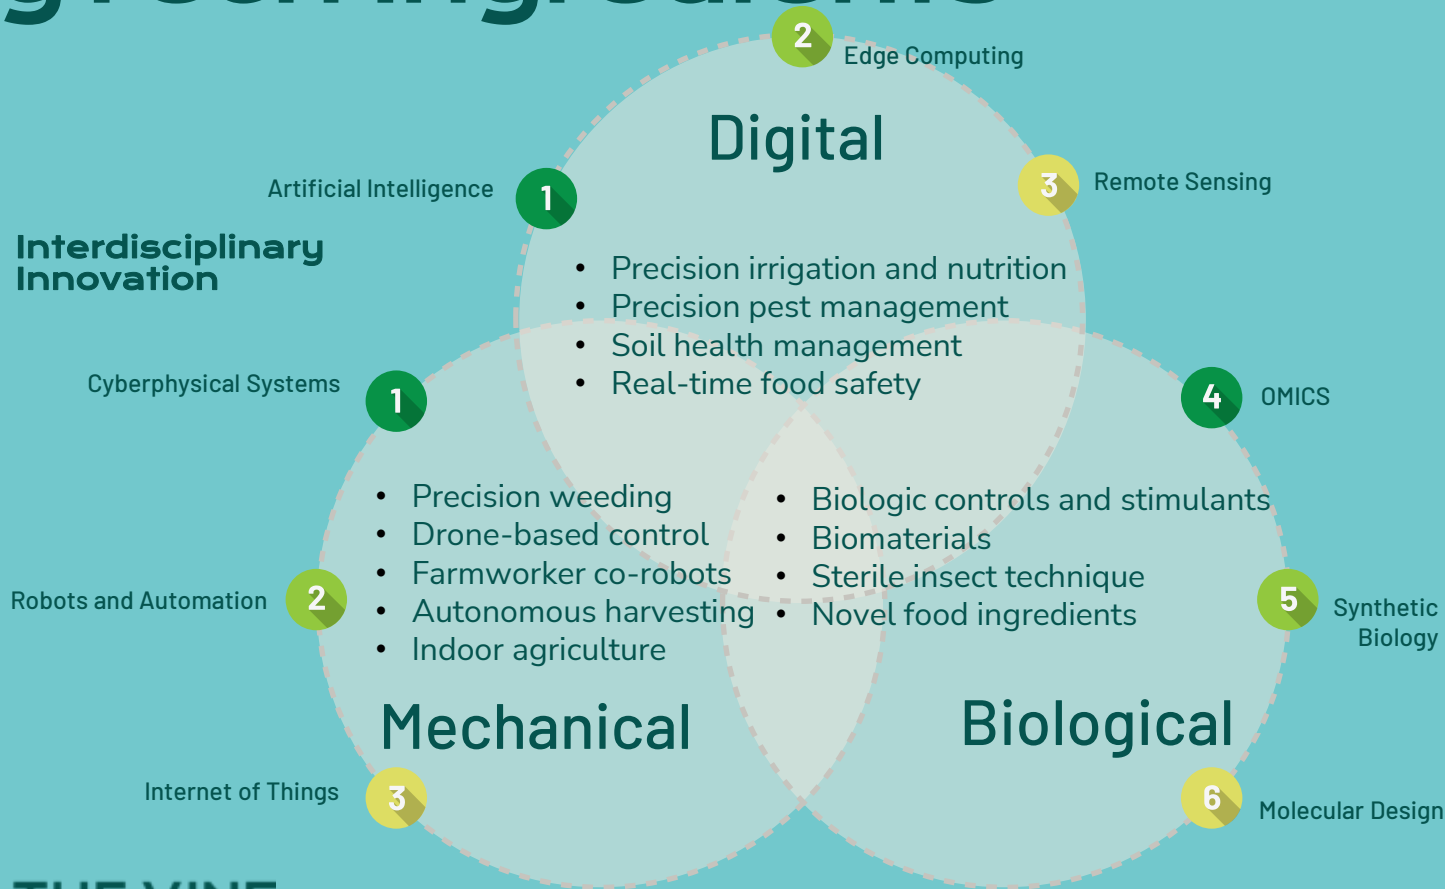 2
Edge Computing
Digital
Artificial Intelligence
1
3
Remote Sensing
Interdisciplinary
Innovation
• Precision irrigation and nutrition
• Precision pest management
• Soil health management
• Real-time food safety
Cyberphysical Systems
1
4
OMICS
• Precision weeding
• Drone-based control
• Farmworker co-robots
• Autonomous harvesting
• Indoor agriculture
• Biologic controls and stimulants
• Biomaterials
• Sterile insect technique
• Novel food ingredients
Robots and Automation
2
5
Synthetic
Biology
Mechanical
Biological
Internet of Things
3
6
Molecular Design
THE VINE